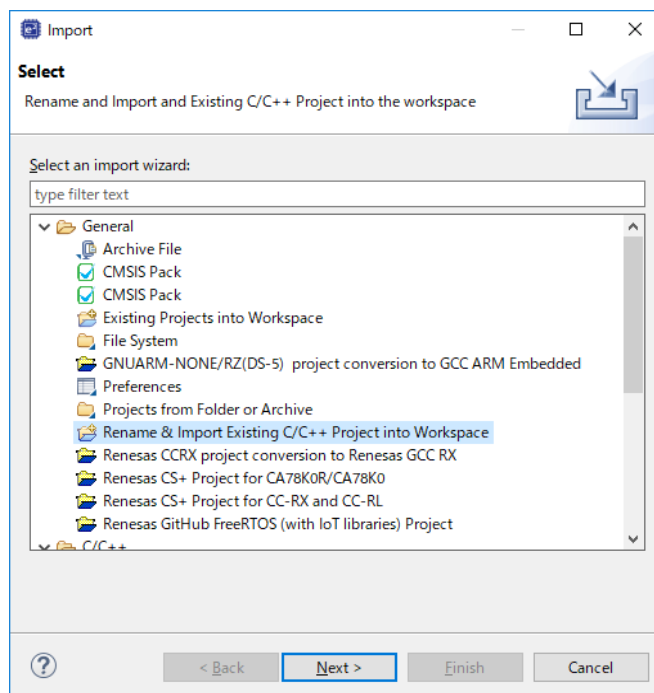 Import
Select
Rename and Import and Existing C/C++ Project into the workspace
Select an import wizard:
type filter text
General
Archive File
CMSIS Pack
CMSIS Pack
Existing Projects into Workspace
File System
GNUARM-NONE/RZ(DS-5)  project conversion to GCC ARM Embedded
Preferences
Projects from Folder or Archive
Rename & Import Existing C/C++ Project into Workspace
Renesas CCRX project conversion to Renesas GCC RX
Renesas CS+ Project for CA78K0R/CA78K0
Renesas CS+ Project for CC-RX and CC-RL
Renesas GitHub FreeRTOS (with IoT libraries) Project
C/C++
? < Back Next > Finish Cancel